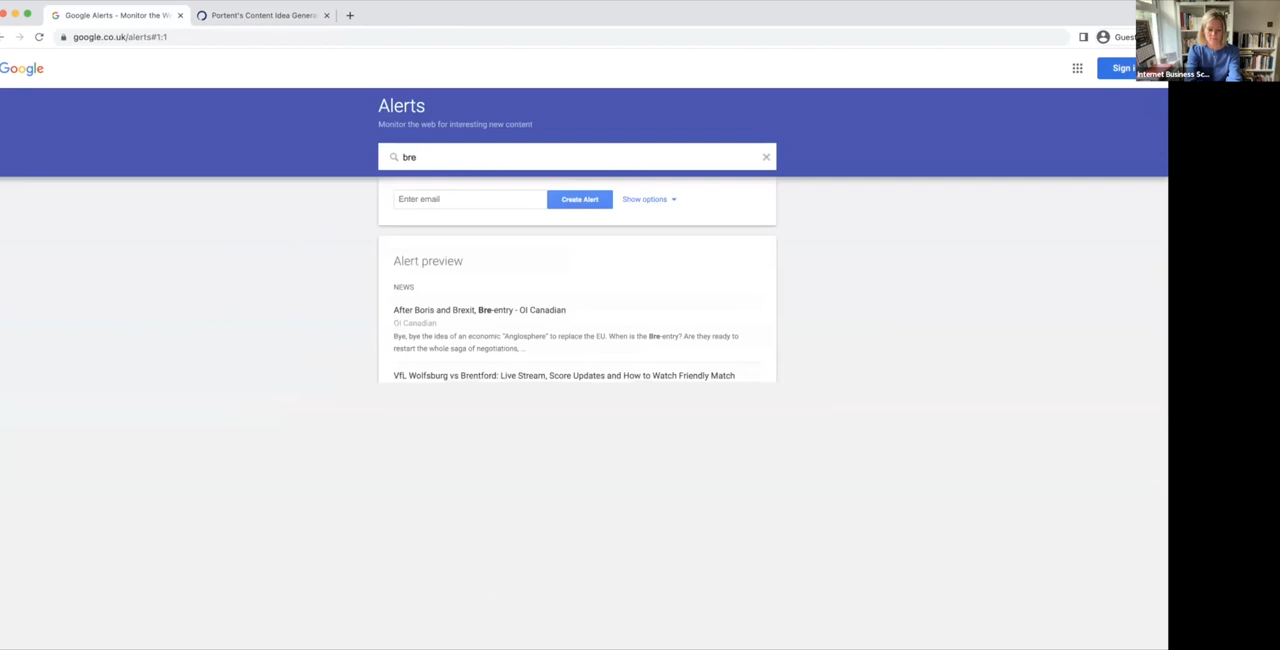 Google Alerts - Monitor the W
Portent's Content Idea Genera
google.co.uk/alerts#1:1
Guest
Google
Sign i
Internet Business Sc...
Alerts
Monitor the web for interesting new content
bre
Enter email
Create Alert
Show options
Alert preview
NEWS
After Boris and Brexit, Bre-entry - OI Canadian
OI Canadian
Bye, bye the idea of an economic "Anglosphere" to replace the EU. When is the Bre-entry? Are they ready to
restart the whole saga of negotiations, ...
VfL Wolfsburg vs Brentford: Live Stream, Score Updates and How to Watch Friendly Match